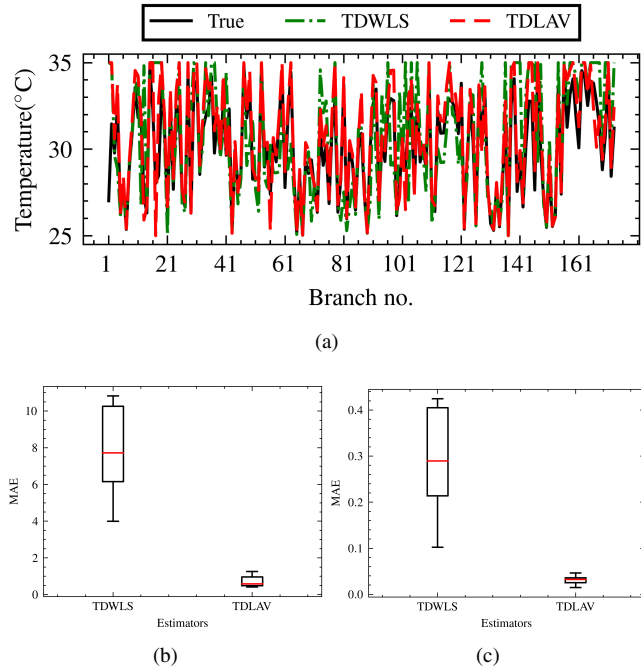 True TDWLS TDLAV
Temperature(°C)
35
30
25
1 21 41 61 81 101 121 141 161
Branch no.
(a)
MAE
10
8
6
4
2
0
TDWLS TDLAV
Estimators
(b)
MAE
0.4
0.3
0.2
0.1
0.0
TDWLS TDLAV
Estimators
(c)